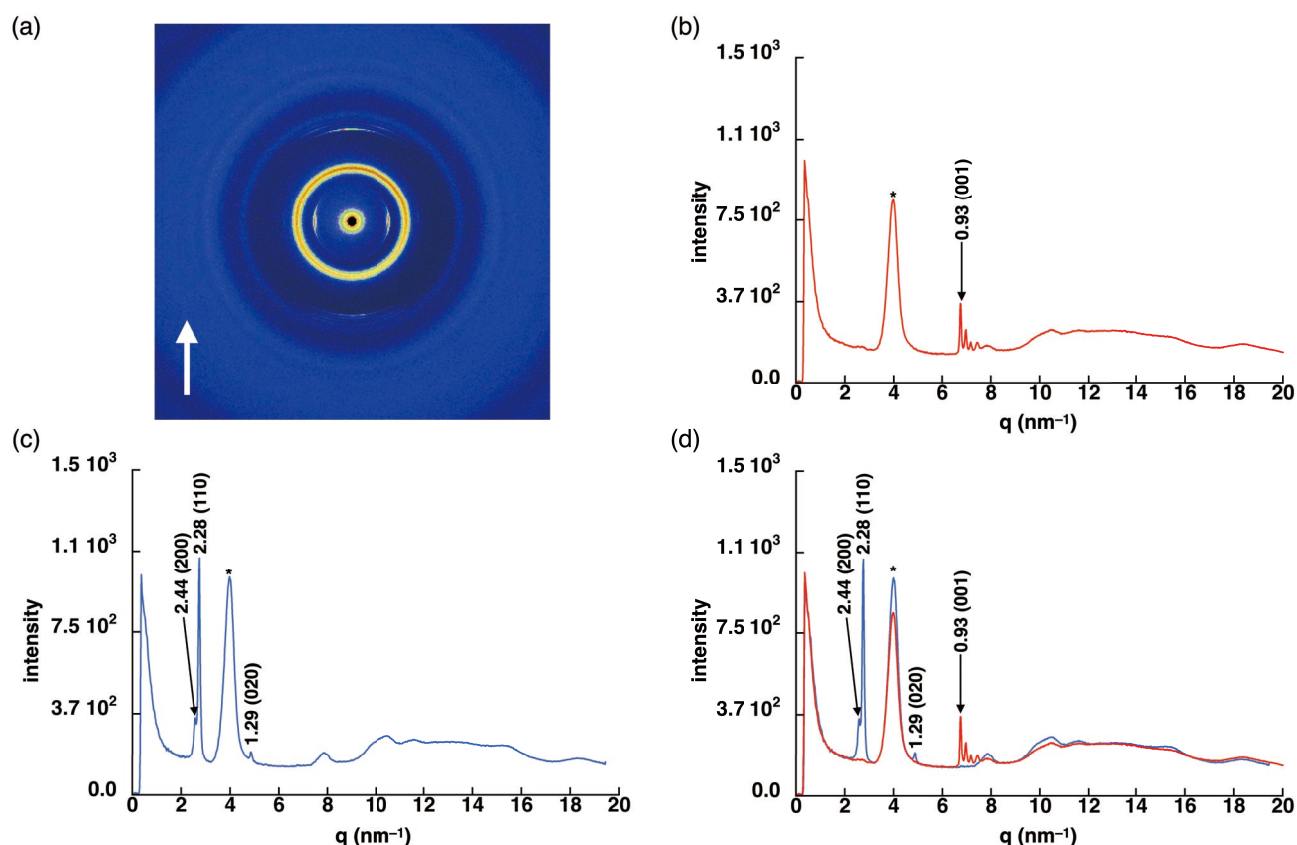 (a)
(b)
1.5 10³
1.1 10³
7.5 10²
3.7 10²
0.0
intensity
*
0.93 (001)
0 2 4 6 8 10 12 14 16 18 20
q (nm⁻¹)
(c)
1.5 10³
1.1 10³
7.5 10²
3.7 10²
0.0
intensity
2.44 (200)
2.28 (110)
*
1.29 (020)
0 2 4 6 8 10 12 14 16 18 20
q (nm⁻¹)
(d)
1.5 10³
1.1 10³
7.5 10²
3.7 10²
0.0
intensity
2.44 (200)
2.28 (110)
*
1.29 (020)
0.93 (001)
0 2 4 6 8 10 12 14 16 18 20
q (nm⁻¹)